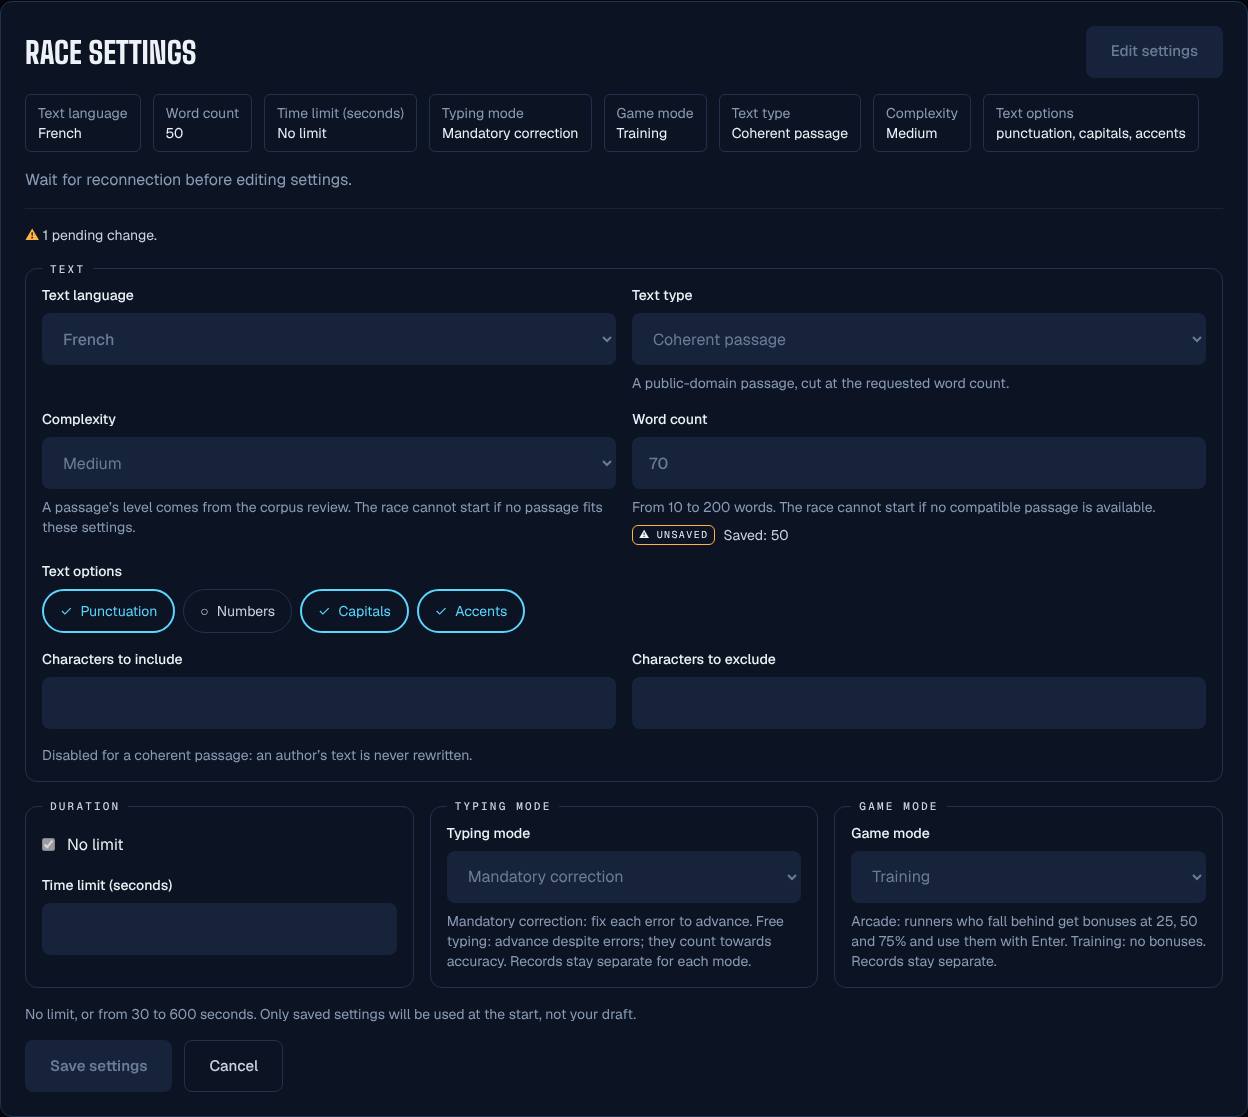 RACE SETTINGS
Edit settings
Text language
French
Word count
50
Time limit (seconds)
No limit
Typing mode
Mandatory correction
Game mode
Training
Text type
Coherent passage
Complexity
Medium
Text options
punctuation, capitals, accents
Wait for reconnection before editing settings.
1 pending change.
TEXT
Text language
French
Text type
Coherent passage
A public-domain passage, cut at the requested word count.
Complexity
Medium
A passage’s level comes from the corpus review. The race cannot start if no passage fits
these settings.
Word count
70
From 10 to 200 words. The race cannot start if no compatible passage is available.
UNSAVED Saved: 50
Text options
Punctuation
Numbers
Capitals
Accents
Characters to include
Characters to exclude
Disabled for a coherent passage: an author’s text is never rewritten.
DURATION
No limit
Time limit (seconds)
TYPING MODE
Typing mode
Mandatory correction
Mandatory correction: fix each error to advance. Free
typing: advance despite errors; they count towards
accuracy. Records stay separate for each mode.
GAME MODE
Game mode
Training
Arcade: runners who fall behind get bonuses at 25, 50
and 75% and use them with Enter. Training: no bonuses.
Records stay separate.
No limit, or from 30 to 600 seconds. Only saved settings will be used at the start, not your draft.
Save settings
Cancel